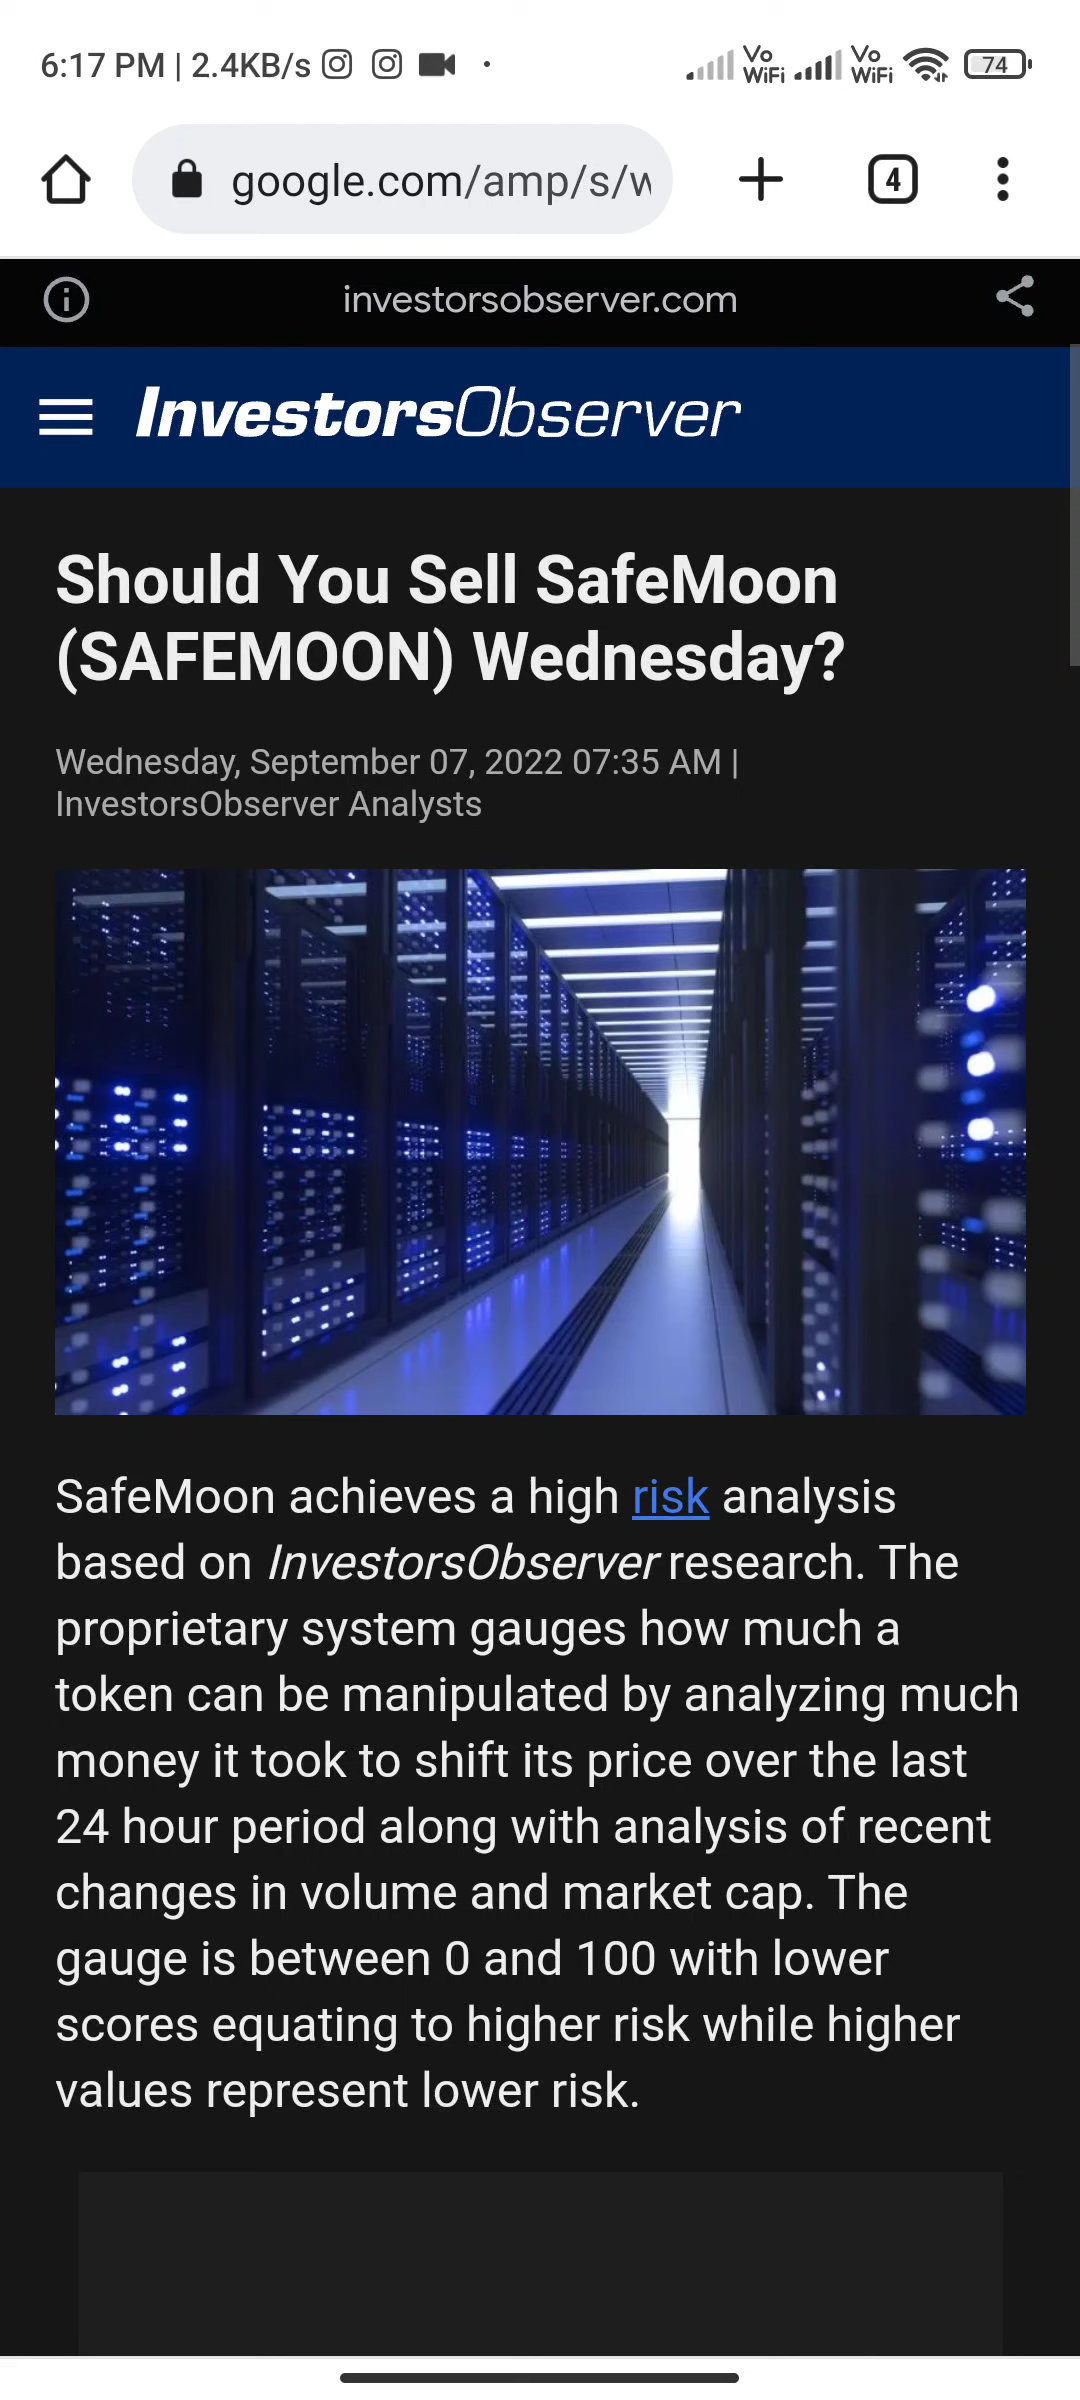 6:17 PM | 2.4KB/s
Vo WiFi Vo WiFi 74
google.com/amp/s/w
4
investorsobserver.com
InvestorsObserver
Should You Sell SafeMoon
(SAFEMOON) Wednesday?
Wednesday, September 07, 2022 07:35 AM |
InvestorsObserver Analysts
SafeMoon achieves a high risk analysis
based on InvestorsObserver research. The
proprietary system gauges how much a
token can be manipulated by analyzing much
money it took to shift its price over the last
24 hour period along with analysis of recent
changes in volume and market cap. The
gauge is between 0 and 100 with lower
scores equating to higher risk while higher
values represent lower risk.